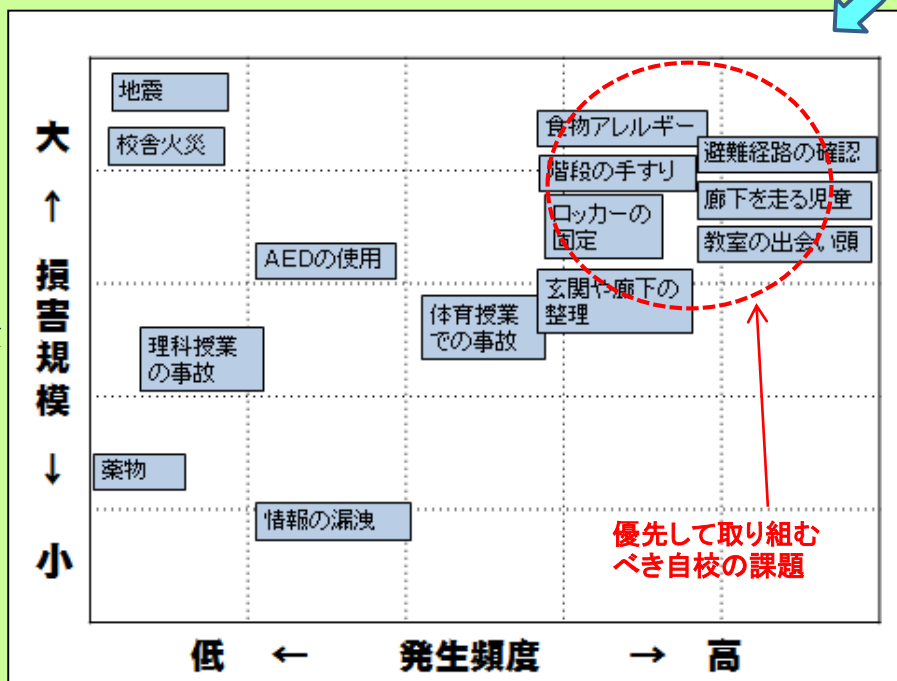 大
↑
損
害
規
模
↓
小
地震
校舎火災
食物アレルギー
避難経路の確認
階段の手すり
廊下を走る児童
ロッカーの
固定
教室の出会い頭
AEDの使用
玄関や廊下の
整理
体育授業
での事故
理科授業
の事故
薬物
情報の漏洩
優先して取り組む
べき自校の課題
低 ← 発生頻度 → 高